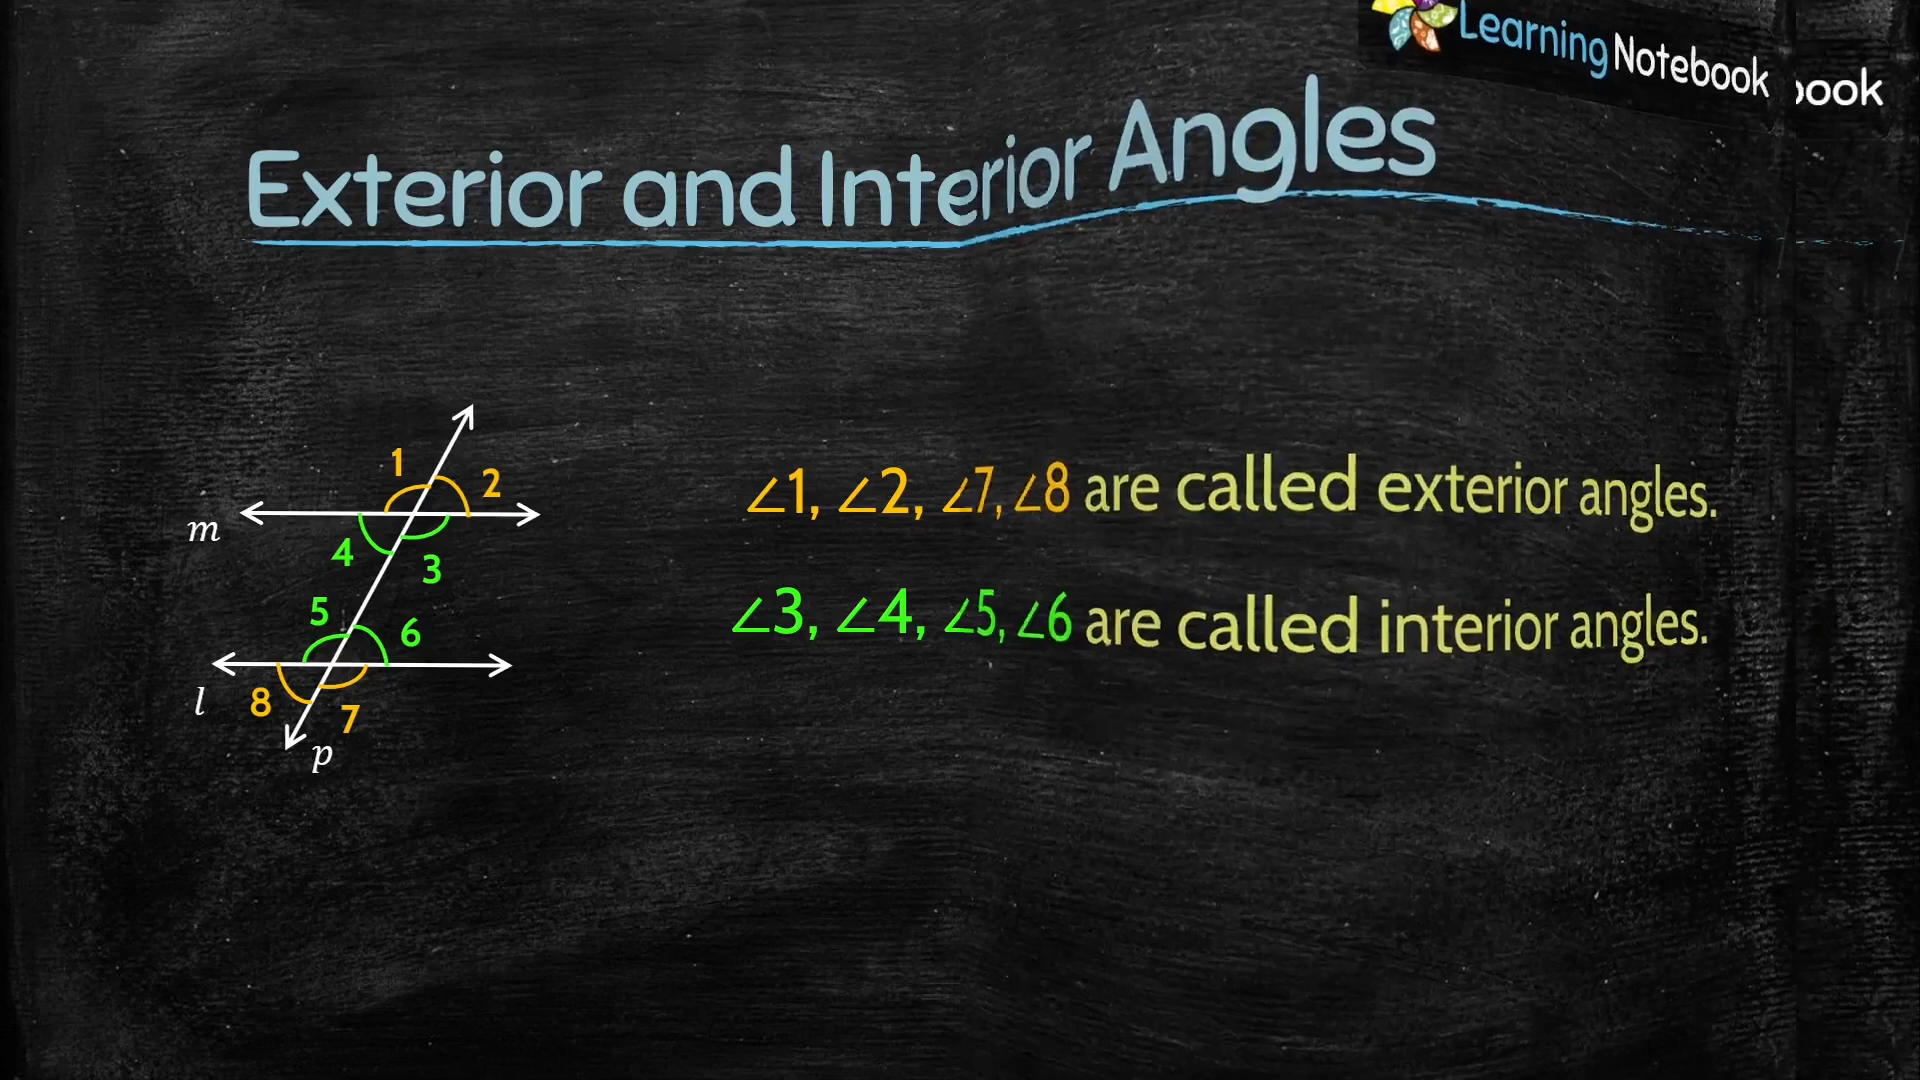 Learning Notebook
ook
Exterior and Interior Angles
1
2
m
4
3
5
6
l
8
7
p
∠1, ∠2, ∠7, ∠8 are called exterior angles.
∠3, ∠4, ∠5, ∠6 are called interior angles.